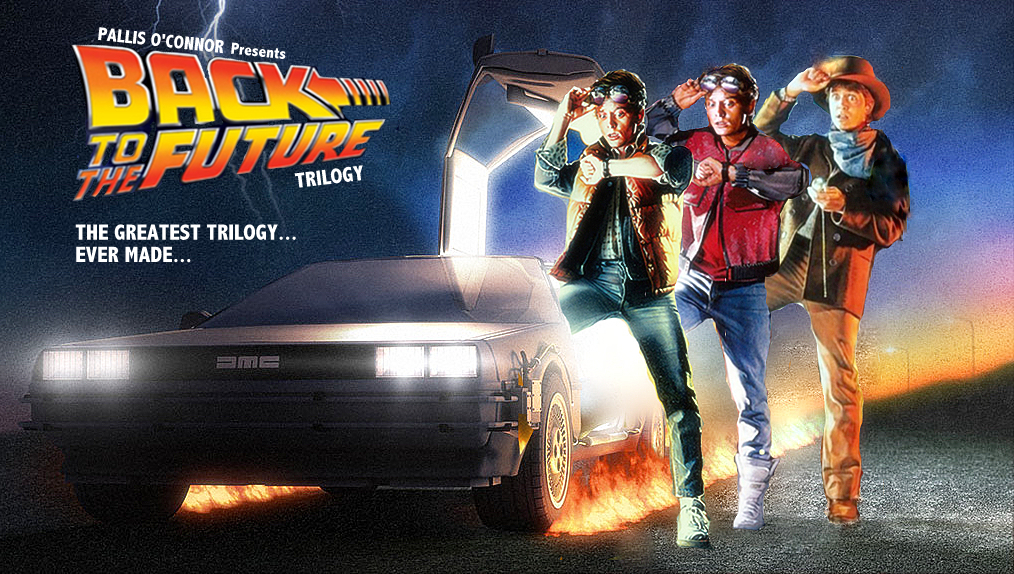 PALLIS O'CONNOR Presents
BACK
TO THE FUTURE
TRILOGY
THE GREATEST TRILOGY...
EVER MADE...
DMC